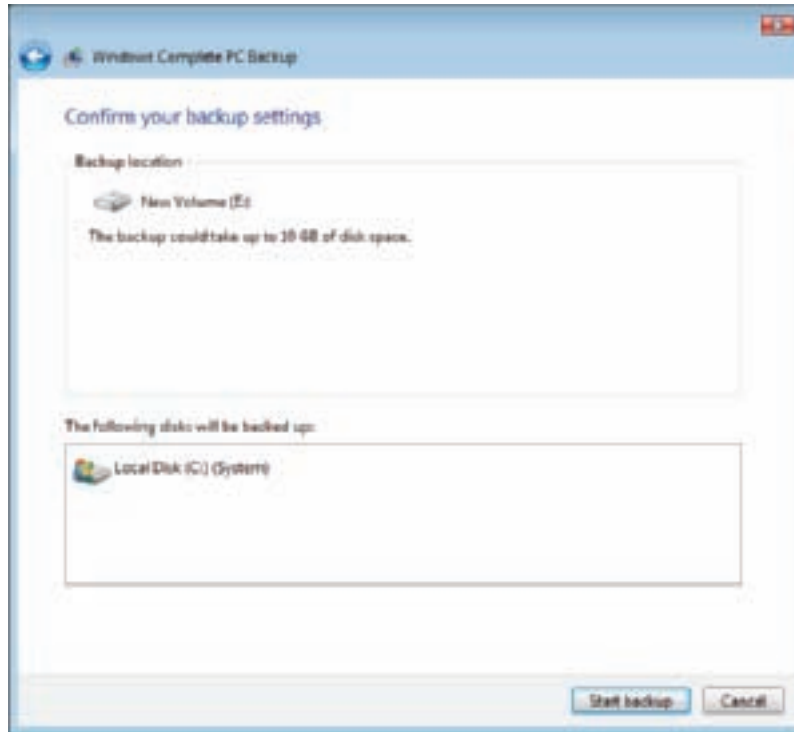 Windows Complete PC Backup
Confirm your backup settings
Backup location
New Volume (E:
The backup could take up to 10 GB of disk space.
The following disks will be backed up:
Local Disk (C:) (System)
Start backup
Cancel